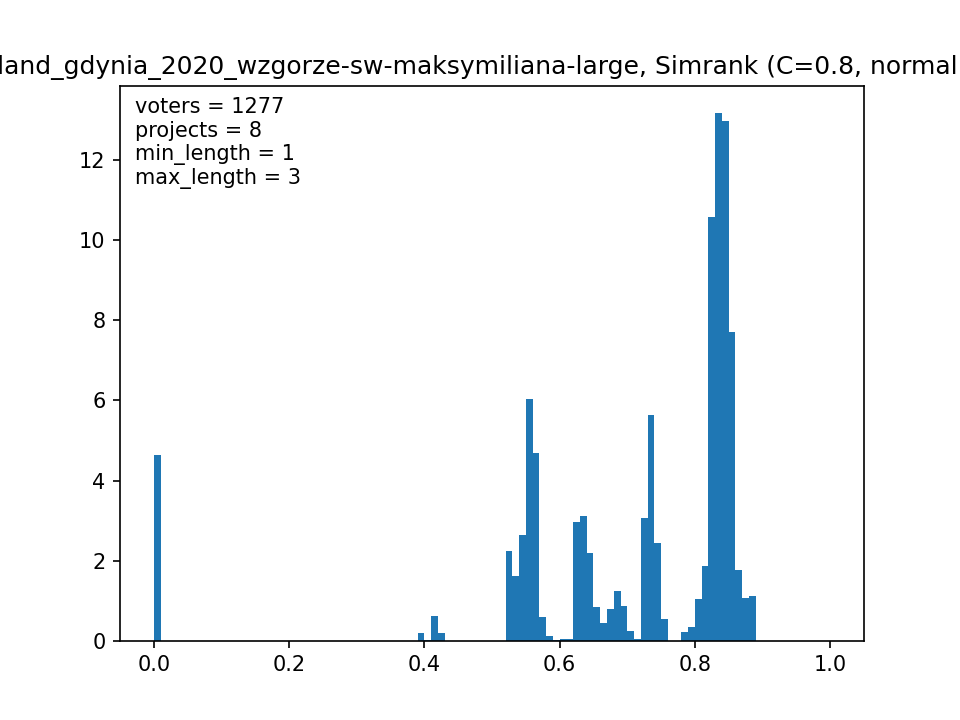 land_gdynia_2020_wzgorze-sw-maksymiliana-large, Simrank (C=0.8, normal
voters = 1277
projects = 8
min_length = 1
max_length = 3
12
10
8
6
4
2
0
0.0 0.2 0.4 0.6 0.8 1.0